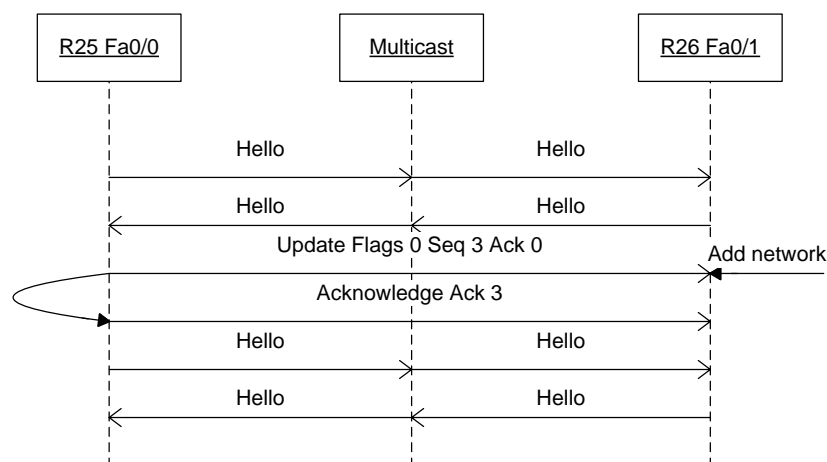 R25 Fa0/0 Multicast R26 Fa0/1
Hello Hello
Hello Hello
Update Flags 0 Seq 3 Ack 0
Add network
Acknowledge Ack 3
Hello Hello
Hello Hello